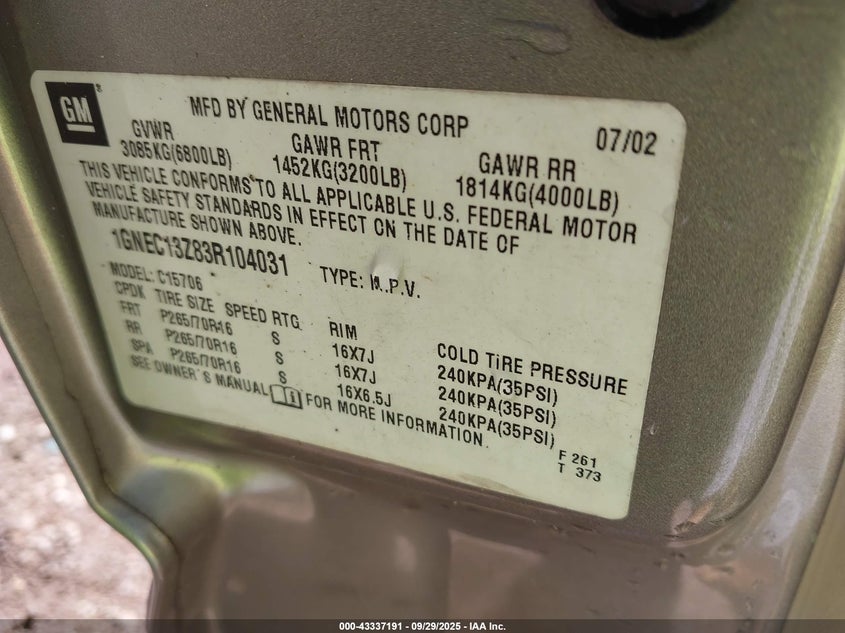 GM ®
MFD BY GENERAL MOTORS CORP 07/02
GVWR GAWR FRT GAWR RR
3085KG(6800LB) 1452KG(3200LB) 1814KG(4000LB)
THIS VEHICLE CONFORMS TO ALL APPLICABLE U.S. FEDERAL MOTOR
VEHICLE SAFETY STANDARDS IN EFFECT ON THE DATE OF
MANUFACTURE SHOWN ABOVE.
1GNEC13Z83R104031 TYPE: M.P.V.
MODEL: C15706
CPDK TIRE SIZE SPEED RTG RIM COLD TIRE PRESSURE
FRT P265/70R16 S 16X7J 240KPA(35PSI)
RR P265/70R16 S 16X7J 240KPA(35PSI)
SPA P265/70R16 S 16X6.5J 240KPA(35PSI)
SEE OWNER'S MANUAL FOR MORE INFORMATION.
F 261
T 373
000-43337191 - 09/29/2025 - IAA Inc.